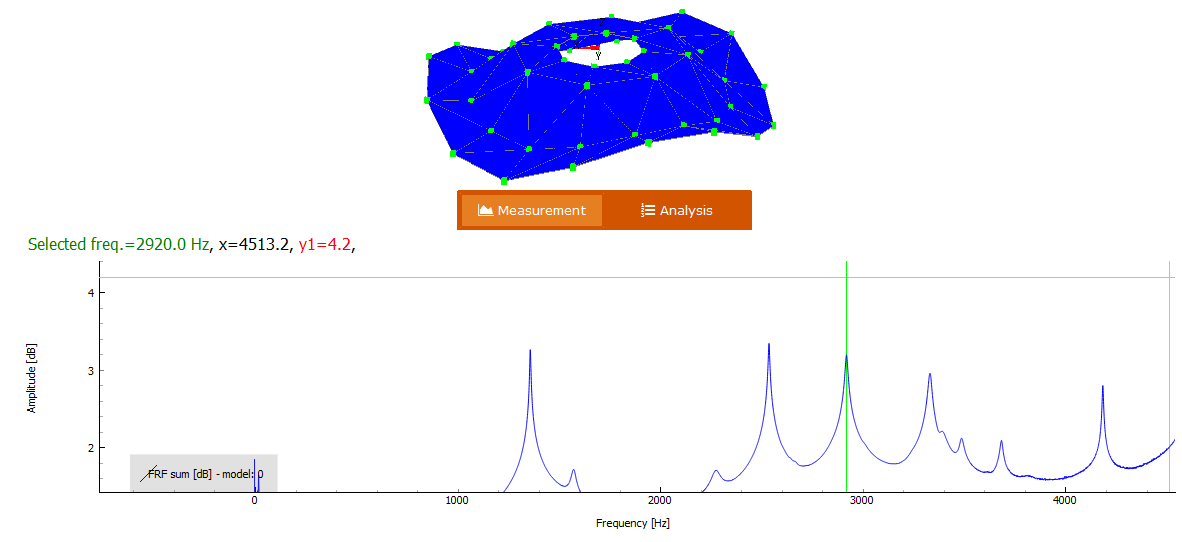 Y
Measurement
Analysis
Selected freq.=2920.0 Hz, x=4513.2, y1=4.2,
4
3
2
Amplitude [dB]
FRF sum [dB] - model: 0
0
1000
2000
3000
4000
Frequency [Hz]